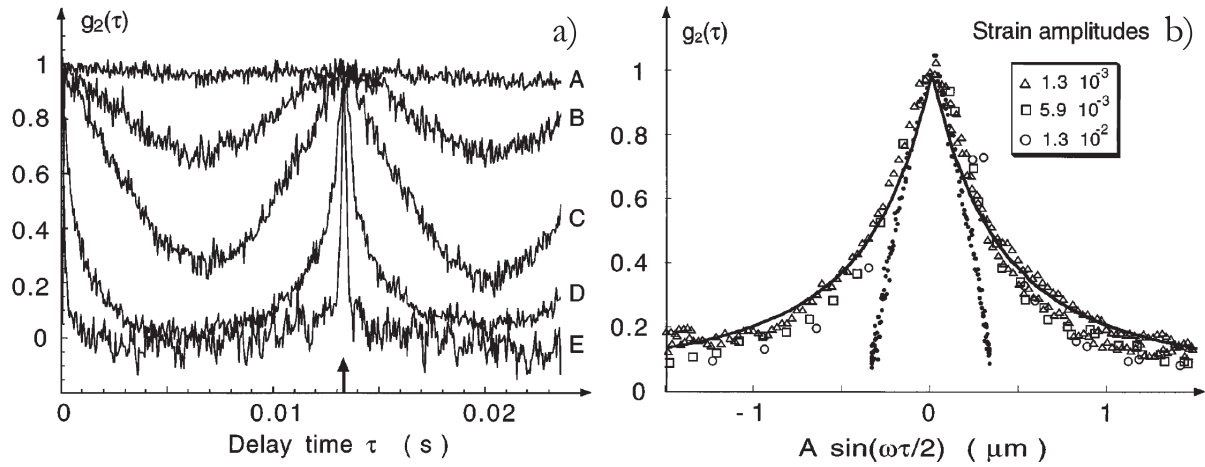 g₂(τ)
a)
1
0.8
0.6
0.4
0.2
0
A
B
C
D
E
0
0.01
0.02
Delay time τ ( s )
g₂(τ)
Strain amplitudes
b)
△ 1.3 10⁻³
□ 5.9 10⁻³
○ 1.3 10⁻²
1
0.8
0.6
0.4
0.2
0
- 1
0
1
A sin(ωτ/2) ( μm )